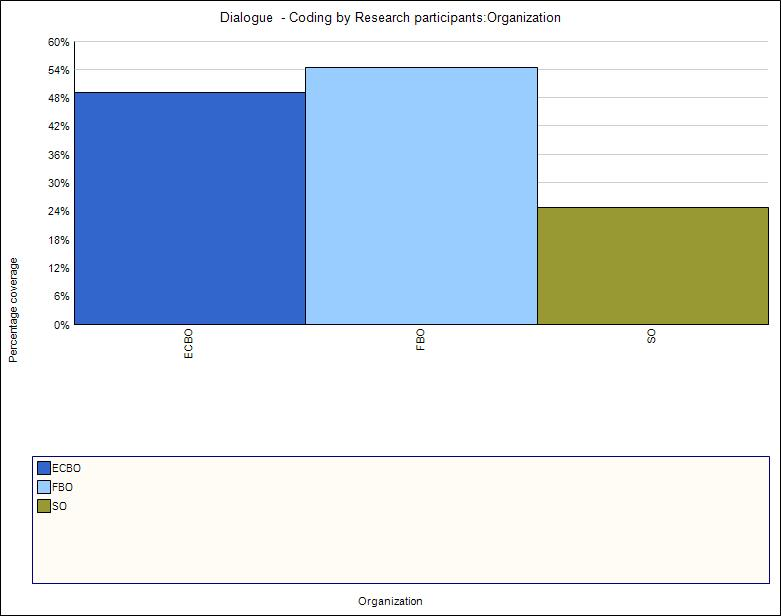 Dialogue  - Coding by Research participants:Organization
60%
54%
48%
42%
36%
30%
24%
18%
12%
6%
0%
Percentage coverage
ECBO
FBO
SO
ECBO
FBO
SO
Organization